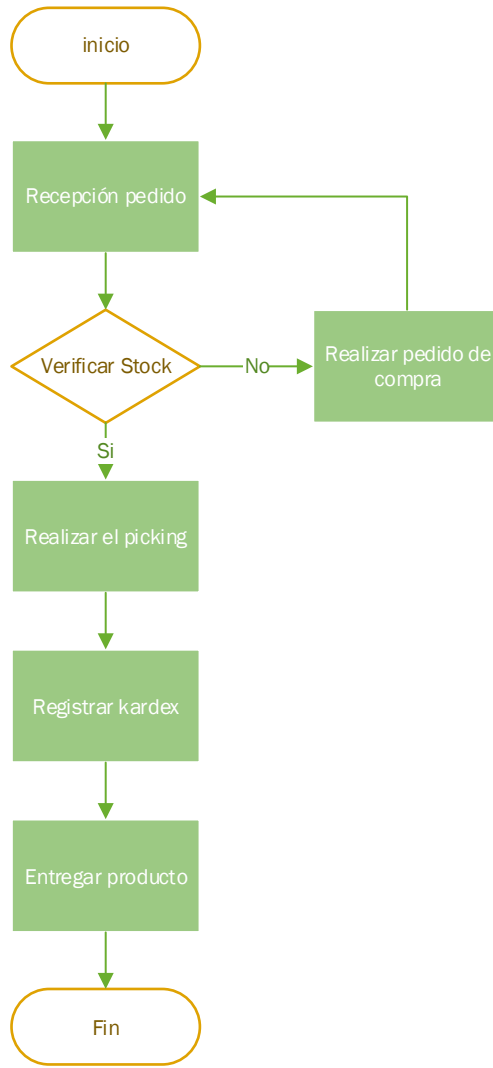 inicio
Recepción pedido
Verificar Stock
No
Realizar pedido de
compra
Si
Realizar el picking
Registrar kardex
Entregar producto
Fin